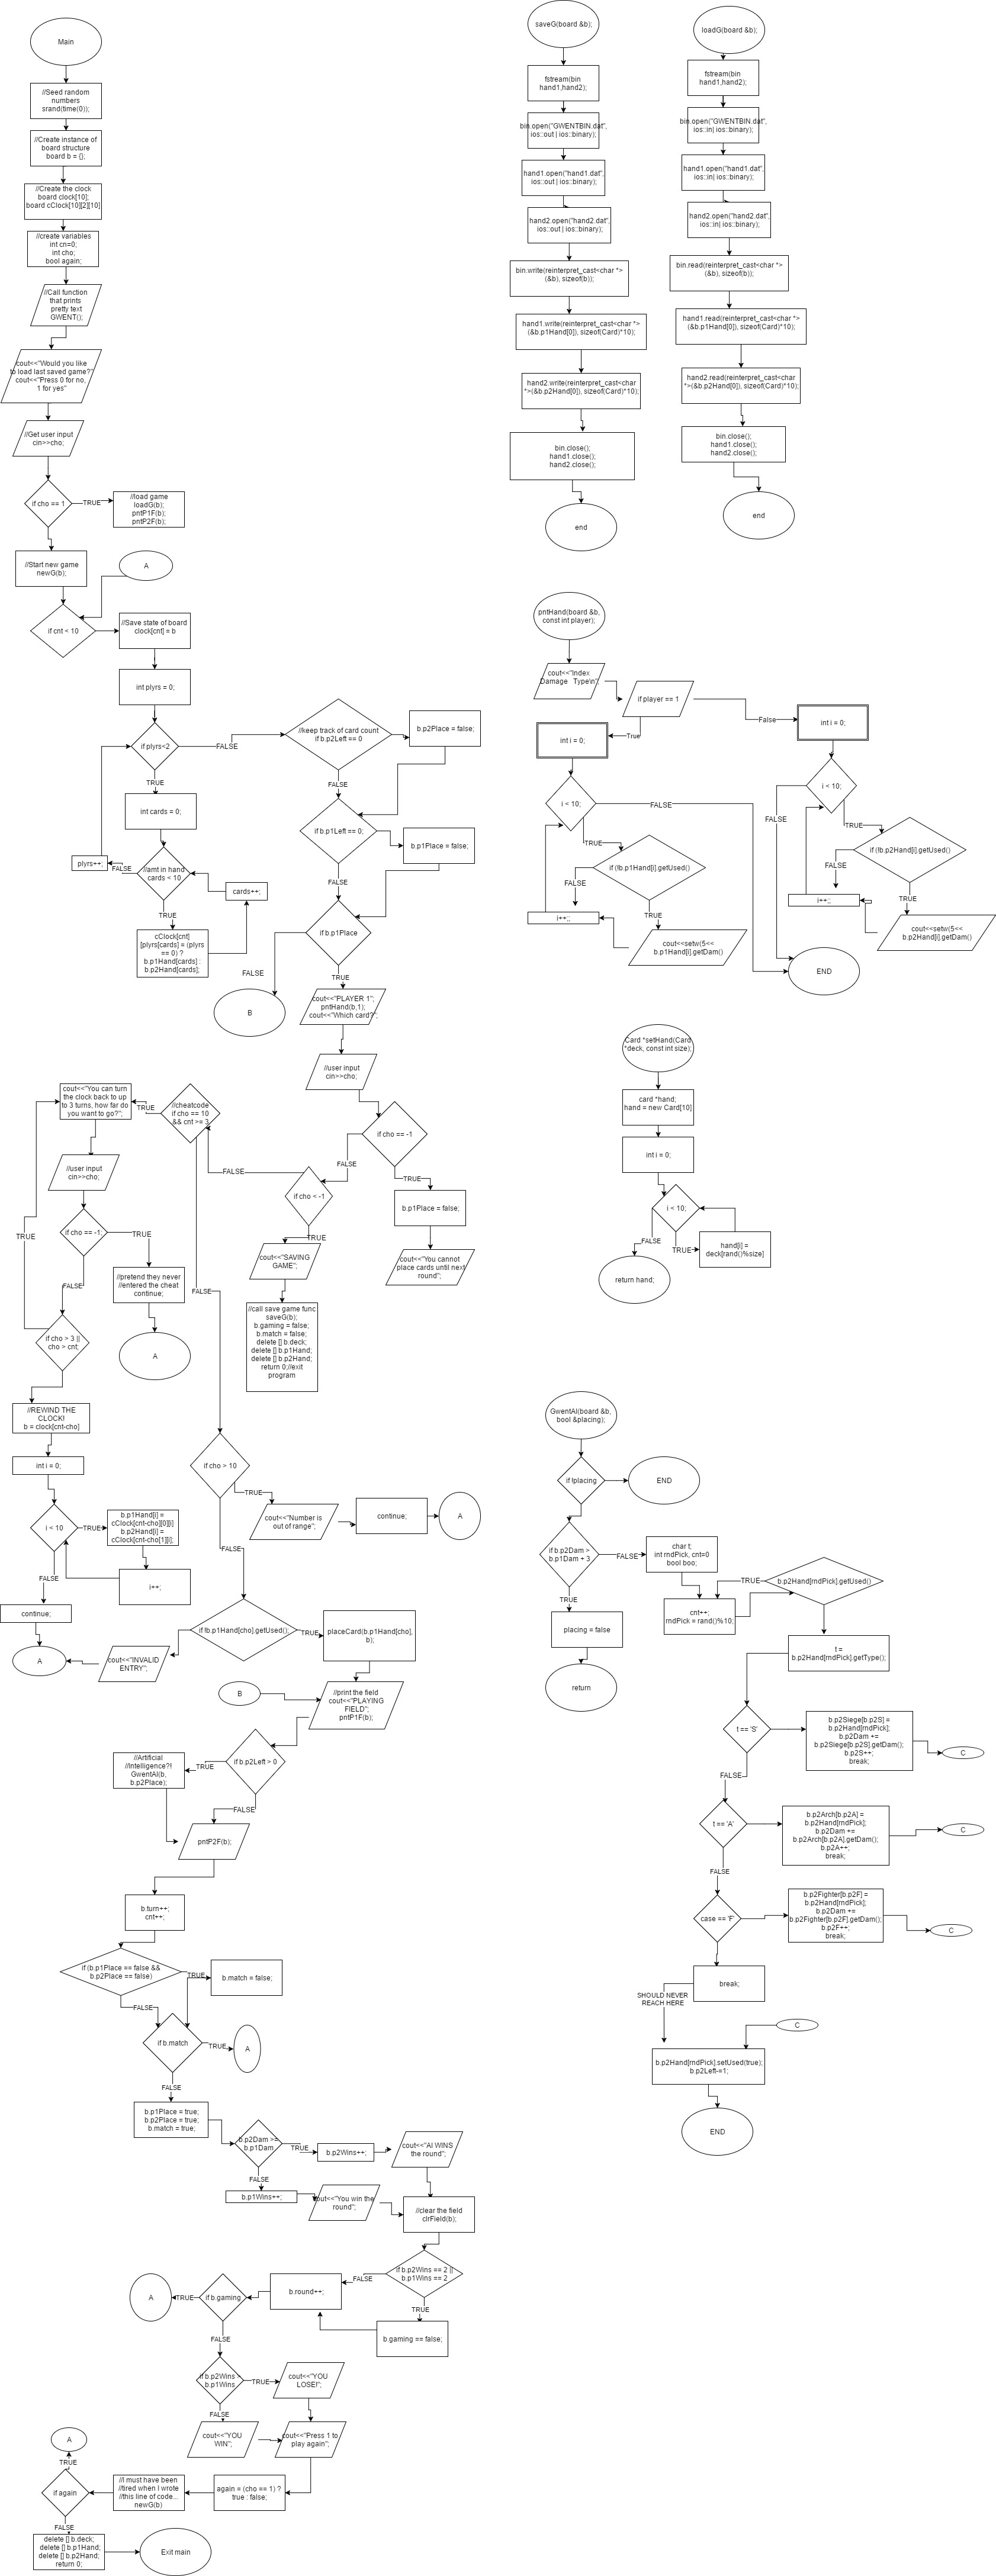 Main
//Seed random
numbers
srand(time(0));
//Create instance of
board structure
board b = {};
//Create the clock
board clock[10];
board cClock[10][2][10]
//create variables
int cn=0;
int cho;
bool again;
//Call function
that prints
pretty text
GWENT();
cout<<"Would you like
to load last saved game?"
cout<<"Press 0 for no,
1 for yes"
//Get user input
cin>>cho;
if cho == 1
TRUE
//load game
loadG(b);
pntP1F(b);
pntP2F(b);
//Start new game
newG(b);
A
if cnt < 10
//Save state of board
clock[cnt] = b
int plyrs = 0;
if plyrs<2
FALSE
TRUE
int cards = 0;
//amt in hand
cards < 10
FALSE
plyrs++;
TRUE
cards++;
cClock[cnt]
[plyrs[cards] = (plyrs
== 0) ?
b.p1Hand[cards] :
b.p2Hand[cards];
//keep track of card count
if b.p2Left == 0
b.p2Place = false;
FALSE
if b.p1Left == 0;
b.p1Place = false;
FALSE
if b.p1Place
FALSE
B
TRUE
cout<<"PLAYER 1";
pntHand(b,1);
cout<<"Which card?";
//user input
cin>>cho;
if cho == -1
FALSE
TRUE
b.p1Place = false;
cout<<"You cannot
place cards until next
round";
if cho < -1
FALSE
TRUE
cout<<"SAVING
GAME";
//call save game func
saveG(b);
b.gaming = false;
b.match = false;
delete [] b.deck;
delete [] b.p1Hand;
delete [] b.p2Hand;
return 0;//exit
program
//cheatcode
if cho == 10
&& cnt >= 3
TRUE
FALSE
cout<<"You can turn
the clock back to up
to 3 turns, how far do
you want to go?";
//user input
cin>>cho;
if cho == -1;
TRUE
//pretend they never
//entered the cheat
continue;
A
FALSE
TRUE
if cho > 3 ||
cho > cnt;
//REWIND THE
CLOCK!
b = clock[cnt-cho]
int i = 0;
i < 10
TRUE
b.p1Hand[i] =
cClock[cnt-cho][0][i]
b.p2Hand[i] =
cClock[cnt-cho[1][i];
i++;
FALSE
continue;
A
if cho > 10
TRUE
cout<<"Number is
out of range";
continue;
A
FALSE
if !b.p1Hand[cho].getUsed();
TRUE
placeCard(b.p1Hand[cho],
b);
cout<<"INVALID
ENTRY";
B
//print the field
cout<<"PLAYING
FIELD";
pntP1F(b);
if b.p2Left > 0
TRUE
//Artificial
//Intelligence?!
GwentAI(b,
b.p2Place);
FALSE
pntP2F(b);
b.turn++;
cnt++;
if (b.p1Place == false &&
b.p2Place == false)
TRUE
b.match = false;
FALSE
if b.match
TRUE
A
FALSE
b.p1Place = true;
b.p2Place = true;
b.match = true;
b.p2Dam >=
b.p1Dam
TRUE
b.p2Wins++;
cout<<"AI WINS
the round";
FALSE
b.p1Wins++;
cout<<"You win the
round";
//clear the field
clrField(b);
if b.p2Wins == 2 ||
b.p1Wins == 2
FALSE
TRUE
b.gaming == false;
b.round++;
if b.gaming
TRUE
A
FALSE
if b.p2Wins >
b.p1Wins
TRUE
cout<<"YOU
LOSE!";
FALSE
cout<<"YOU
WIN";
cout<<"Press 1 to
play again";
again = (cho == 1) ?
true : false;
//I must have been
//tired when I wrote
//this line of code...
newG(b)
if again
TRUE
A
FALSE
delete [] b.deck;
delete [] b.p1Hand;
delete [] b.p2Hand;
return 0;
Exit main
saveG(board &b);
fstream(bin
hand1,hand2);
bin.open("GWENTBIN.dat",
ios::out | ios::binary);
hand1.open("hand1.dat",
ios::out | ios::binary);
hand2.open("hand2.dat",
ios::out | ios::binary);
bin.write(reinterpret_cast<char *>
(&b), sizeof(b));
hand1.write(reinterpret_cast<char *>
(&b.p1Hand[0]), sizeof(Card)*10);
hand2.write(reinterpret_cast<char
*>(&b.p2Hand[0]), sizeof(Card)*10);
bin.close();
hand1.close();
hand2.close();
end
loadG(board &b);
fstream(bin
hand1,hand2);
bin.open("GWENTBIN.dat",
ios::in| ios::binary);
hand1.open("hand1.dat",
ios::in| ios::binary);
hand2.open("hand2.dat",
ios::in| ios::binary);
bin.read(reinterpret_cast<char *>
(&b), sizeof(b));
hand1.read(reinterpret_cast<char *>
(&b.p1Hand[0]), sizeof(Card)*10);
hand2.read(reinterpret_cast<char
*>(&b.p2Hand[0]), sizeof(Card)*10);
bin.close();
hand1.close();
hand2.close();
end
pntHand(board &b,
const int player);
cout<<"Index
Damage Type\n";
if player == 1
True
False
int i = 0;
i < 10;
FALSE
TRUE
if (!b.p1Hand[i].getUsed()
FALSE
i++;;
TRUE
cout<<setw(5<<
b.p1Hand[i].getDam()
int i = 0;
i < 10;
FALSE
TRUE
if (!b.p2Hand[i].getUsed()
FALSE
i++;;
TRUE
cout<<setw(5<<
b.p2Hand[i].getDam()
END
Card *setHand(Card
*deck, const int size);
card *hand;
hand = new Card[10]
int i = 0;
i < 10;
FALSE
TRUE
hand[i] =
deck[rand()%size]
return hand;
GwentAI(board &b,
bool &placing);
if !placing
END
if b.p2Dam >
b.p1Dam + 3
FALSE
TRUE
placing = false
return
char t;
int rndPick, cnt=0
bool boo;
cnt++;
rndPick = rand()%10;
TRUE
b.p2Hand[rndPick].getUsed()
t =
b.p2Hand[rndPick].getType();
t == 'S'
b.p2Siege[b.p2S] =
b.p2Hand[rndPick];
b.p2Dam +=
b.p2Siege[b.p2S].getDam();
b.p2S++;
break;
C
FALSE
t == 'A'
b.p2Arch[b.p2A] =
b.p2Hand[rndPick];
b.p2Dam +=
b.p2Arch[b.p2A].getDam();
b.p2A++;
break;
C
FALSE
case == 'F'
b.p2Fighter[b.p2F] =
b.p2Hand[rndPick];
b.p2Dam +=
b.p2Fighter[b.p2F].getDam();
b.p2F++;
break;
C
break;
SHOULD NEVER
REACH HERE
C
b.p2Hand[rndPick].setUsed(true);
b.p2Left-=1;
END